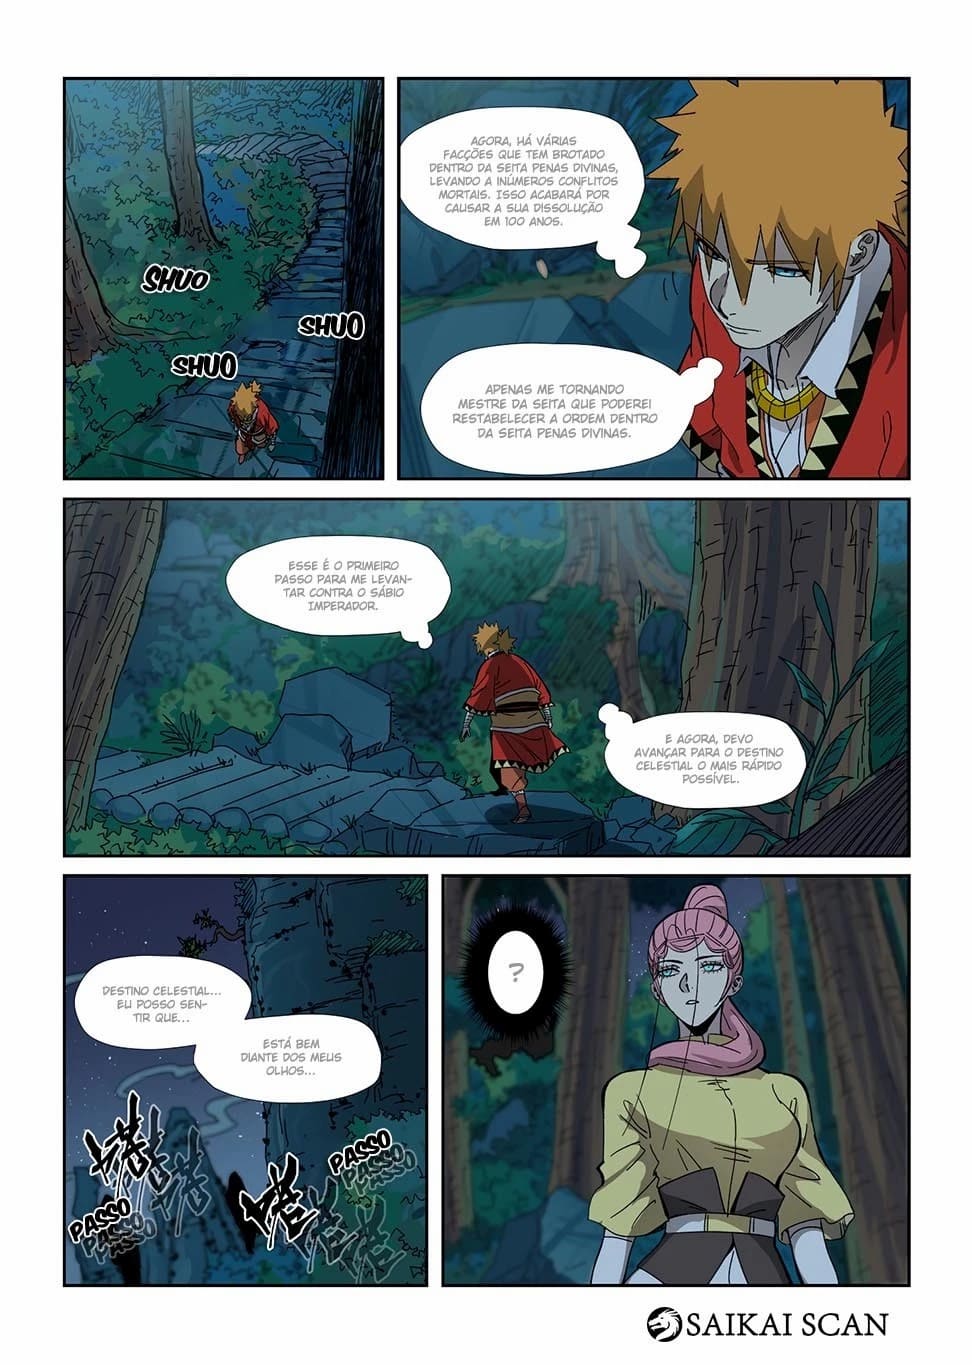 SHUO
SHUO
SHUO
AGORA, HÁ VÁRIAS
FACÇÕES QUE TEM BROTADO
DENTRO DA SEITA PENAS DIVINAS,
LEVANDO A INÚMEROS CONFLITOS
MORTAIS. ISSO ACABARÁ POR
CAUSAR A SUA DISSOLUÇÃO
EM 100 ANOS.
APENAS ME TORNANDO
MESTRE DA SEITA QUE PODEREI
RESTABELECER A ORDEM DENTRO
DA SEITA PENAS DIVINAS.
ESSE É O PRIMEIRO
PASSO PARA ME LEVAN-
TAR CONTRA O SÁBIO
IMPERADOR.
E AGORA, DEVO
AVANÇAR PARA O DESTINO
CELESTIAL O MAIS RÁPIDO
POSSÍVEL.
DESTINO CELESTIAL...
EU POSSO SEN-
TIR QUE...
ESTÁ BEM
DIANTE DOS MEUS
OLHOS...
嗒嗒
PASSO
PASSO
嗒嗒
PASSO
PASSO
?
SAIKAI SCAN